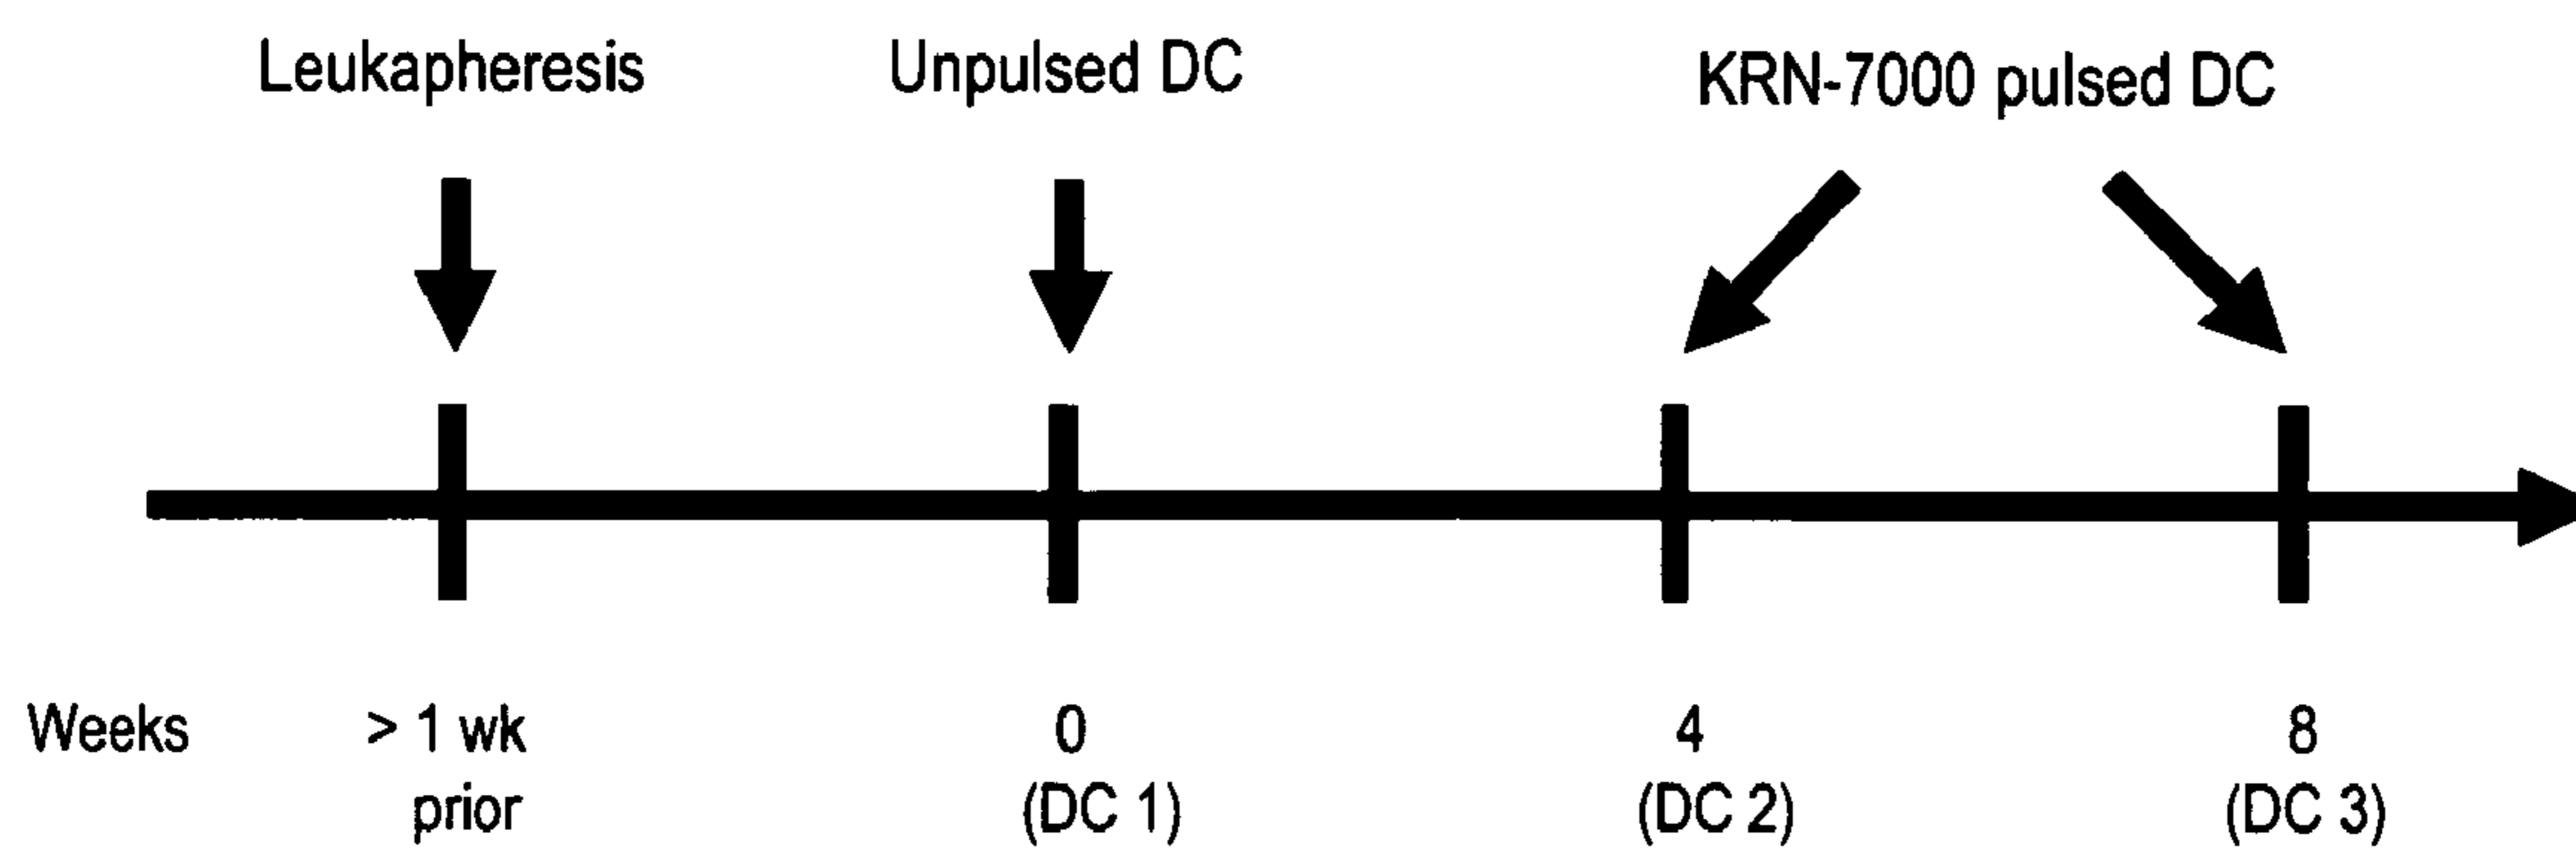 Leukapheresis
Unpulsed DC
KRN-7000 pulsed DC
Weeks
> 1 wk
prior
0
(DC 1)
4
(DC 2)
8
(DC 3)